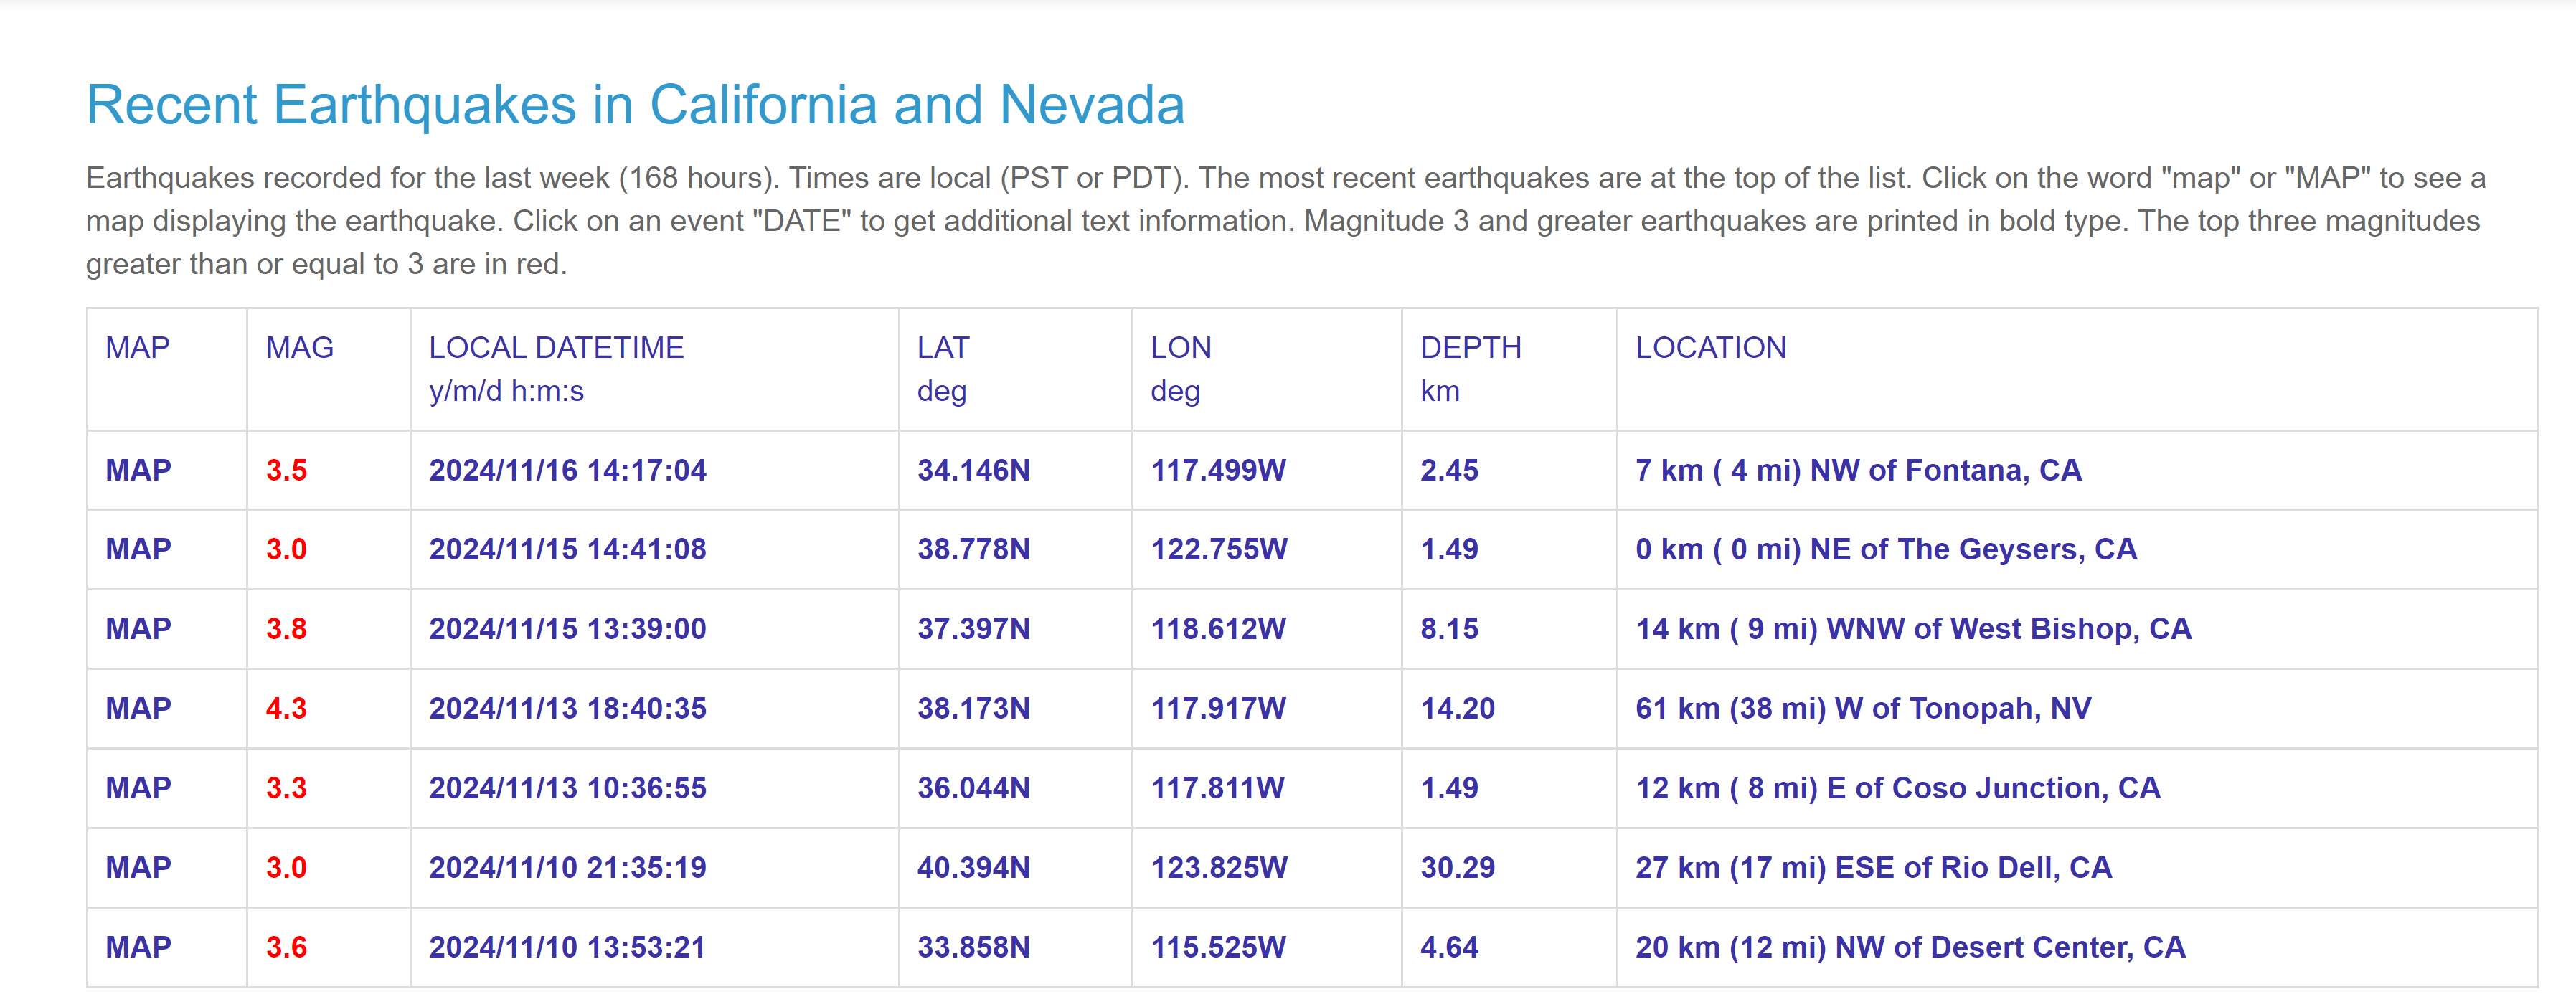 Recent Earthquakes in California and Nevada
Earthquakes recorded for the last week (168 hours). Times are local (PST or PDT). The most recent earthquakes are at the top of the list. Click on the word "map" or "MAP" to see a
map displaying the earthquake. Click on an event "DATE" to get additional text information. Magnitude 3 and greater earthquakes are printed in bold type. The top three magnitudes
greater than or equal to 3 are in red.
MAP MAG LOCAL DATETIME LAT LON DEPTH LOCATION
y/m/d h:m:s deg deg km
MAP 3.5 2024/11/16 14:17:04 34.146N 117.499W 2.45 7 km ( 4 mi) NW of Fontana, CA
MAP 3.0 2024/11/15 14:41:08 38.778N 122.755W 1.49 0 km ( 0 mi) NE of The Geysers, CA
MAP 3.8 2024/11/15 13:39:00 37.397N 118.612W 8.15 14 km ( 9 mi) WNW of West Bishop, CA
MAP 4.3 2024/11/13 18:40:35 38.173N 117.917W 14.20 61 km (38 mi) W of Tonopah, NV
MAP 3.3 2024/11/13 10:36:55 36.044N 117.811W 1.49 12 km ( 8 mi) E of Coso Junction, CA
MAP 3.0 2024/11/10 21:35:19 40.394N 123.825W 30.29 27 km (17 mi) ESE of Rio Dell, CA
MAP 3.6 2024/11/10 13:53:21 33.858N 115.525W 4.64 20 km (12 mi) NW of Desert Center, CA